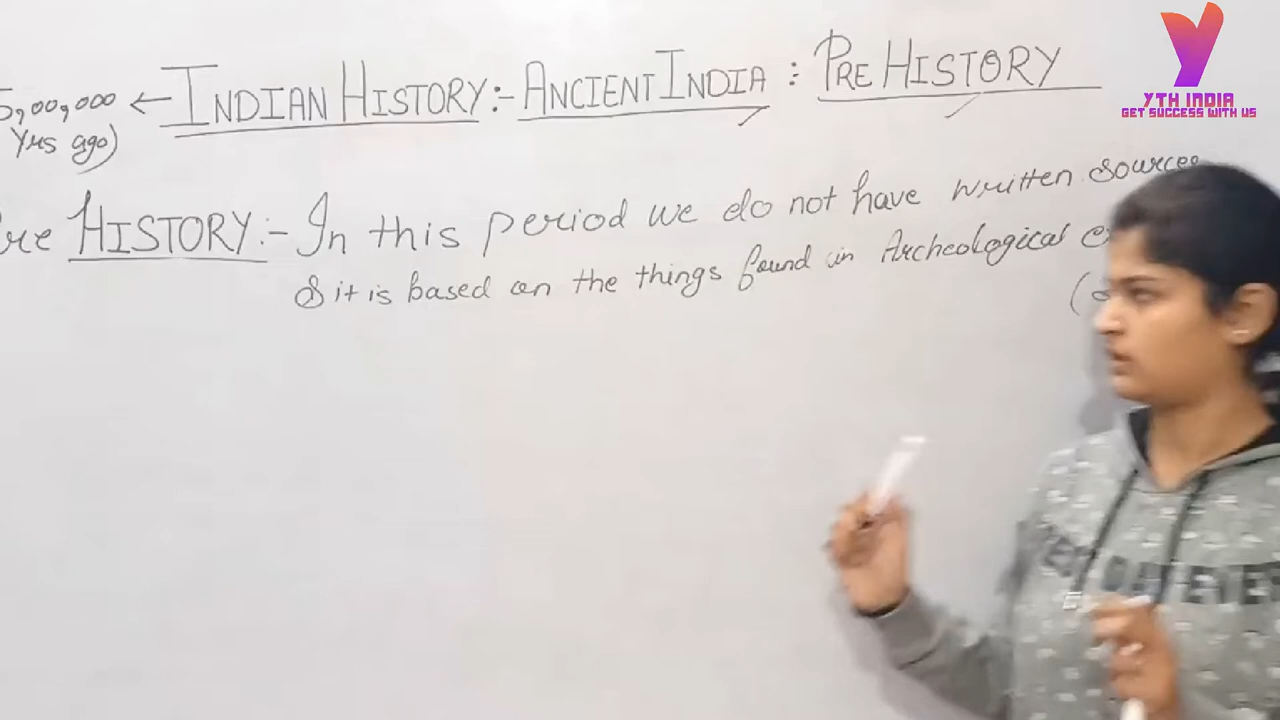 5,00,000 ← INDIAN HISTORY:- ANCIENT INDIA : PRE HISTORY
Yrs ago)
Pre HISTORY:- In this period we do not have written sources
& it is based on the things found in Archeological
YTH INDIA
GET SUCCESS WITH US